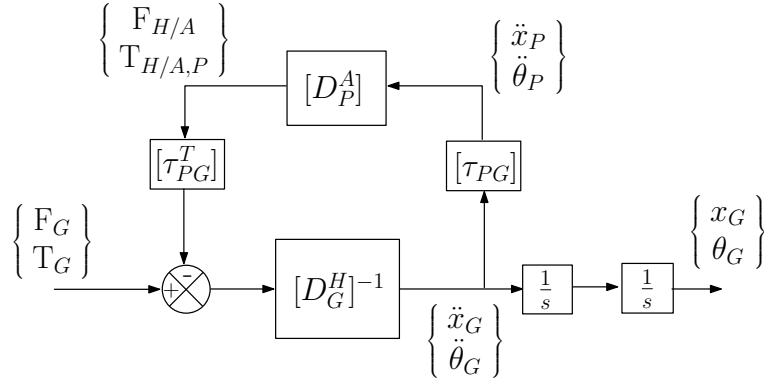 F_{H/A}
T_{H/A,P}
[D_P^A]
ẍ_P
θ̈_P
[τ_{PG}^T]
[τ_{PG}]
F_G
T_G
-
+
[D_G^H]^{-1}
1/s
1/s
x_G
θ_G
ẍ_G
θ̈_G